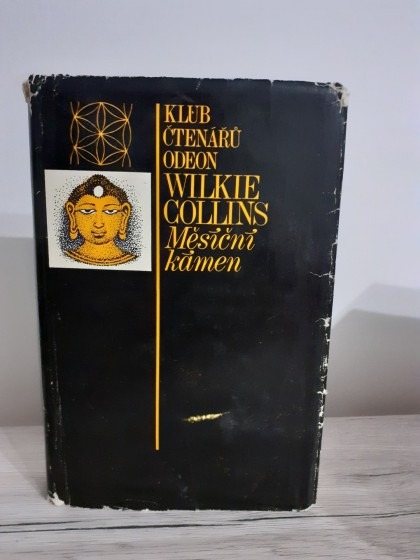 KLUB
ČTENÁŘŮ
ODEON
WILKIE
COLLINS
Měsíční
kámen